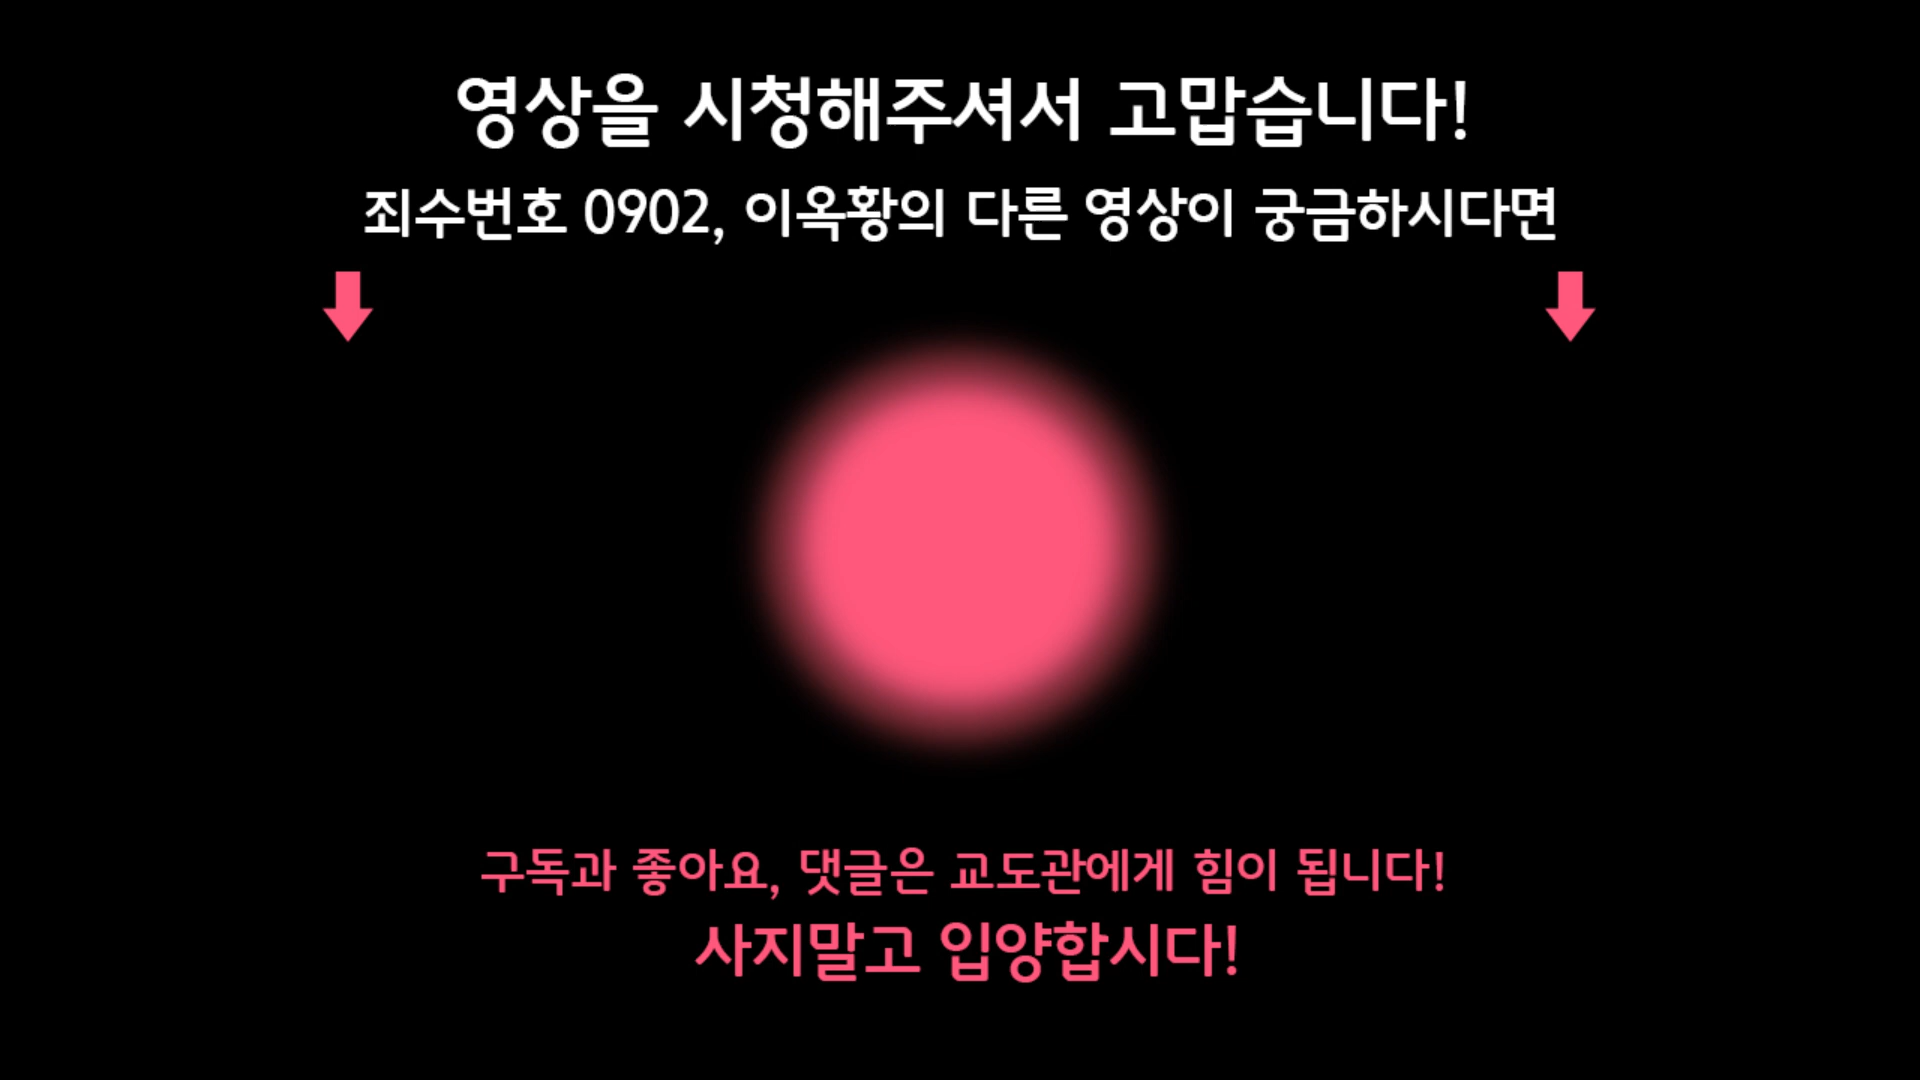 영상을 시청해주셔서 고맙습니다!
죄수번호 0902, 이옥황의 다른 영상이 궁금하시다면
구독과 좋아요, 댓글은 교도관에게 힘이 됩니다!
사지말고 입양합시다!